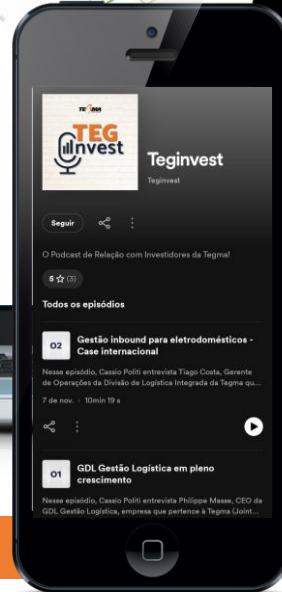 TEGMA
TEG
Invest
Teginvest
Teginvest
Seguir
O Podcast de Relação com Investidores da Tegma!
5 ☆ (3)
Todos os episódios
02
Gestão inbound para eletrodomésticos -
Case internacional
Nesse episódio, Cassio Politi entrevista Tiago Costa, Gerente
de Operações da Divisão de Logística Integrada da Tegma qu...
7 de nov. · 10min 19 s
01
GDL Gestão Logística em pleno
crescimento
Nesse episódio, Cassio Politi entrevista Philippe Masse, CEO da
GDL Gestão Logística, empresa que pertence à Tegma (Joint...